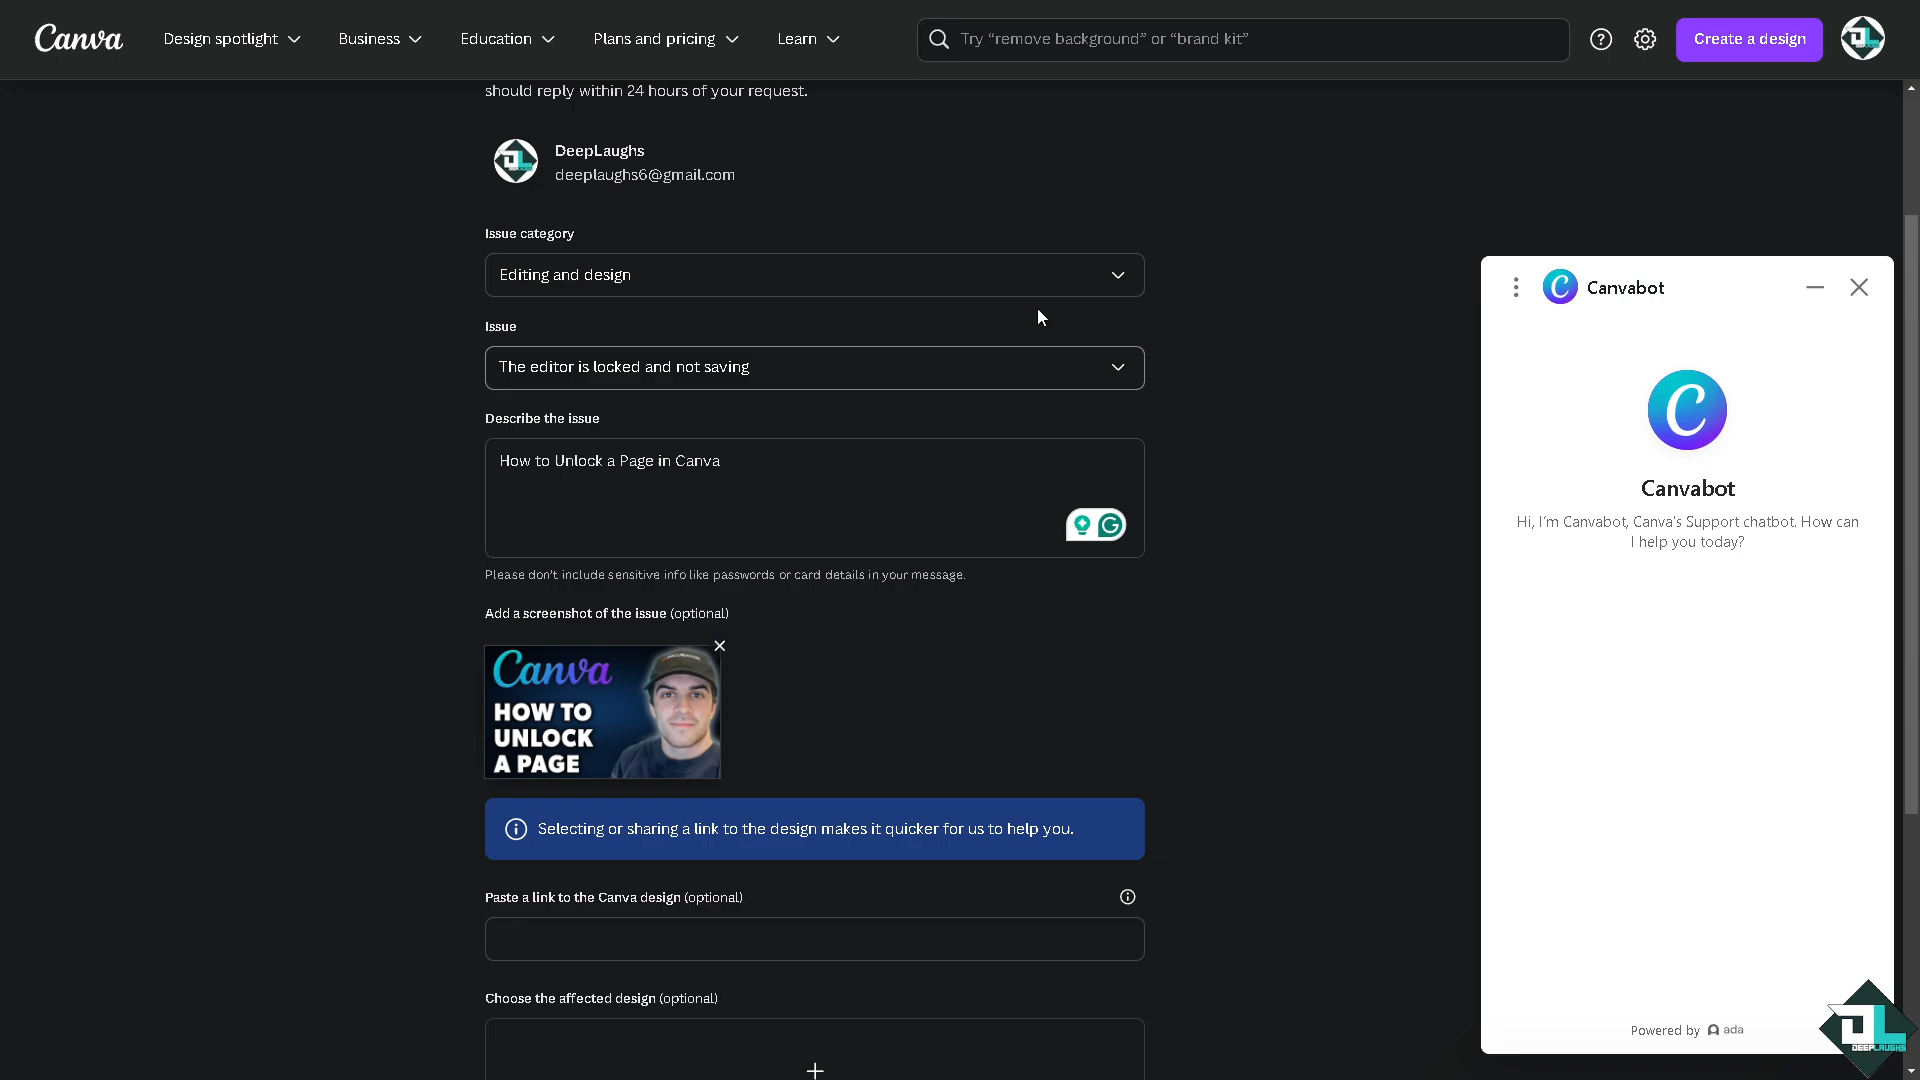 Canva
Design spotlight
Business
Education
Plans and pricing
Learn
Try “remove background” or “brand kit”
Create a design
should reply within 24 hours of your request.
DeepLaughs
deeplaughs6@gmail.com
Issue category
Editing and design
Issue
The editor is locked and not saving
Describe the issue
How to Unlock a Page in Canva
Please don't include sensitive info like passwords or card details in your message.
Add a screenshot of the issue (optional)
Canva
HOW TO
UNLOCK
A PAGE
Selecting or sharing a link to the design makes it quicker for us to help you.
Paste a link to the Canva design (optional)
Choose the affected design (optional)
Canvabot
Canvabot
Hi, I'm Canvabot, Canva's Support chatbot. How can
I help you today?
Powered by ada
DEEPLAUGHS